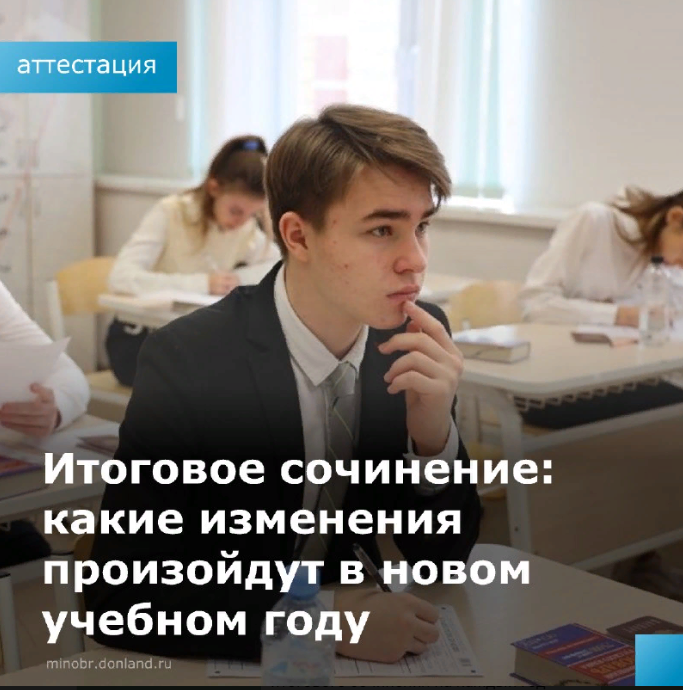 аттестация
Итоговое сочинение:
какие изменения
произойдут в новом
учебном году
minobr.donland.ru